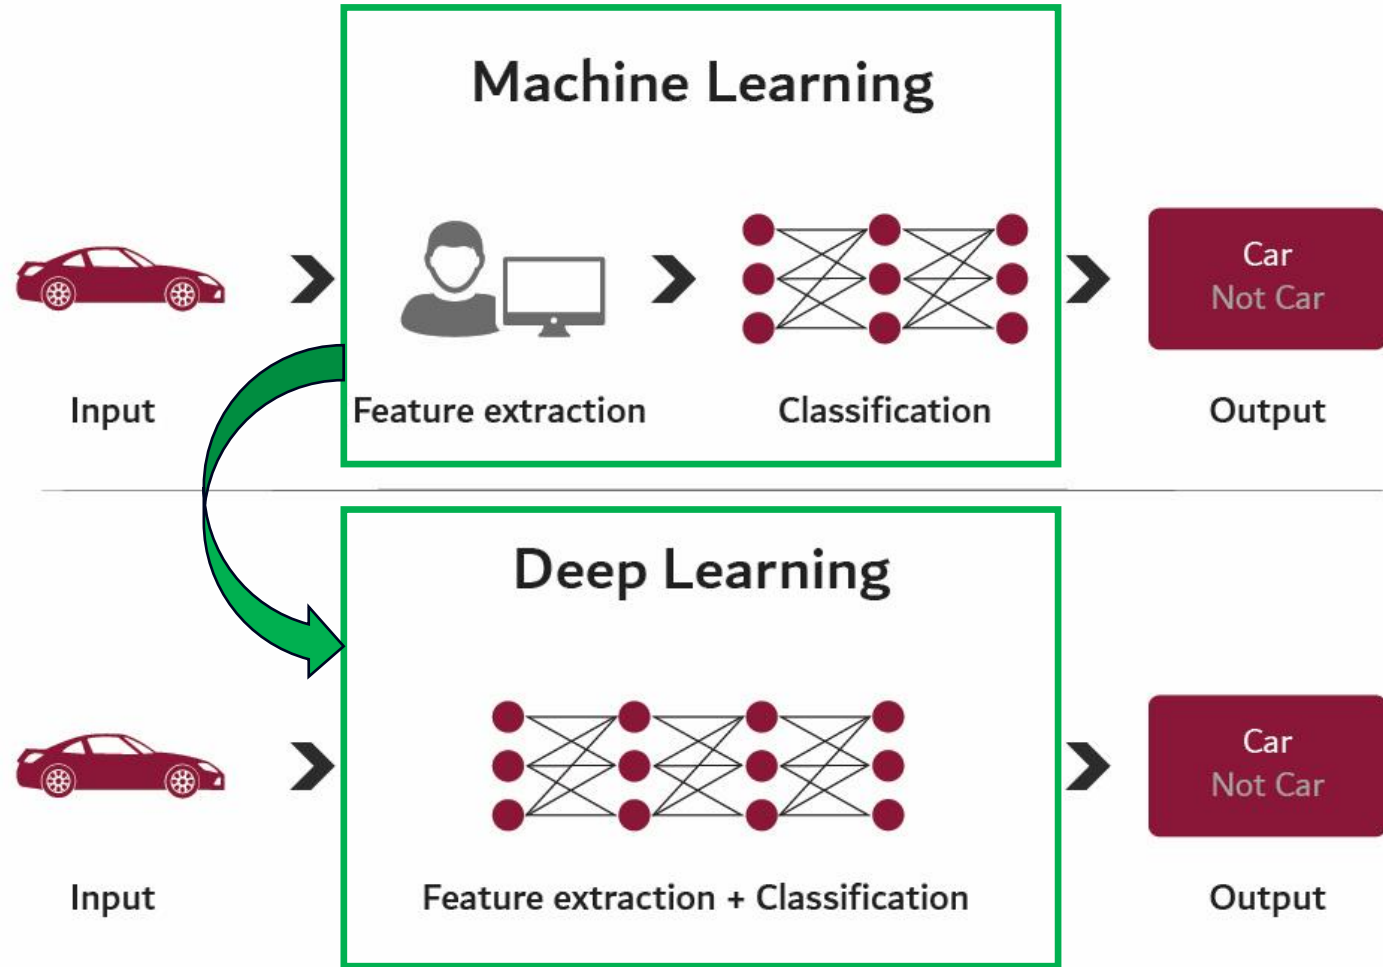 Machine Learning
Car
Not Car
Input
Feature extraction
Classification
Output
Deep Learning
Car
Not Car
Input
Feature extraction + Classification
Output